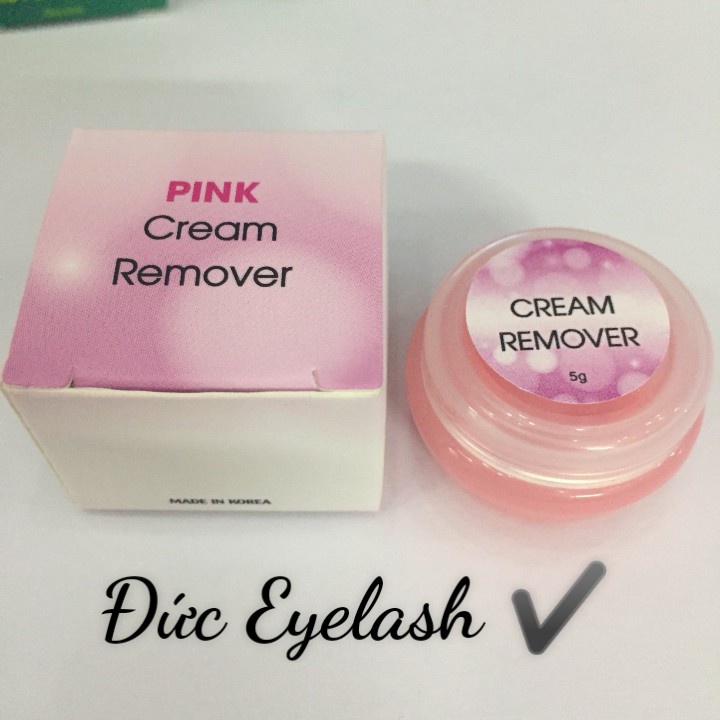 PINK
Cream
Remover
MADE IN KOREA
CREAM
REMOVER
5g
Đức Eyelash ✔